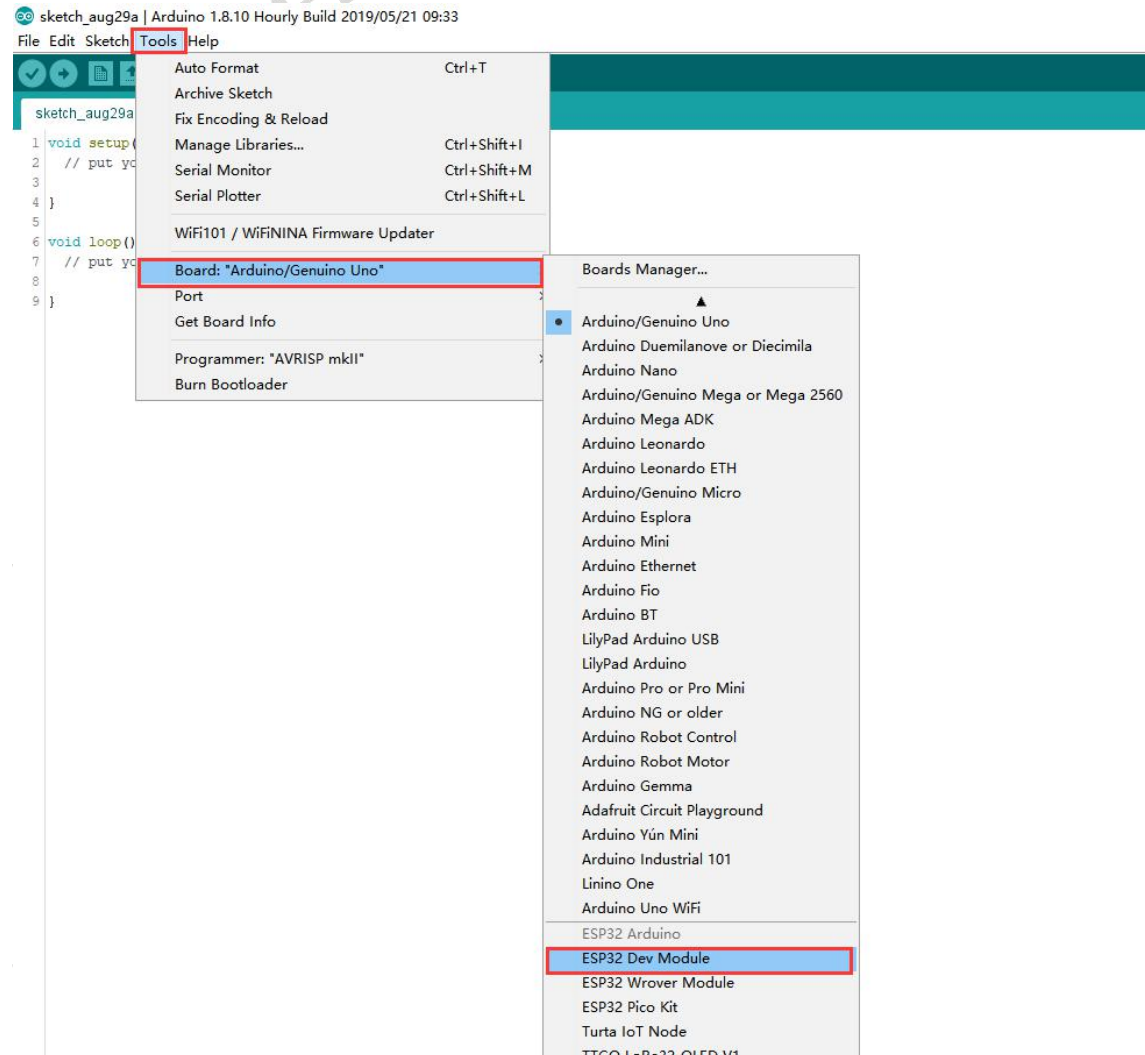 sketch_aug29a | Arduino 1.8.10 Hourly Build 2019/05/21 09:33
File Edit Sketch Tools Help
sketch_aug29a
1 void setup(
2 // put yo
3
4 }
5
6 void loop()
7 // put yo
8
9 }
Auto Format Ctrl+T
Archive Sketch
Fix Encoding & Reload
Manage Libraries... Ctrl+Shift+I
Serial Monitor Ctrl+Shift+M
Serial Plotter Ctrl+Shift+L
WiFi101 / WiFiNINA Firmware Updater
Board: "Arduino/Genuino Uno"
Port
Get Board Info
Programmer: "AVRISP mkII"
Burn Bootloader
Boards Manager...
Arduino/Genuino Uno
Arduino Duemilanove or Diecimila
Arduino Nano
Arduino/Genuino Mega or Mega 2560
Arduino Mega ADK
Arduino Leonardo
Arduino Leonardo ETH
Arduino/Genuino Micro
Arduino Esplora
Arduino Mini
Arduino Ethernet
Arduino Fio
Arduino BT
LilyPad Arduino USB
LilyPad Arduino
Arduino Pro or Pro Mini
Arduino NG or older
Arduino Robot Control
Arduino Robot Motor
Arduino Gemma
Adafruit Circuit Playground
Arduino Yún Mini
Arduino Industrial 101
Linino One
Arduino Uno WiFi
ESP32 Arduino
ESP32 Dev Module
ESP32 Wrover Module
ESP32 Pico Kit
Turta IoT Node
TTGO LoRa32-OLED V1